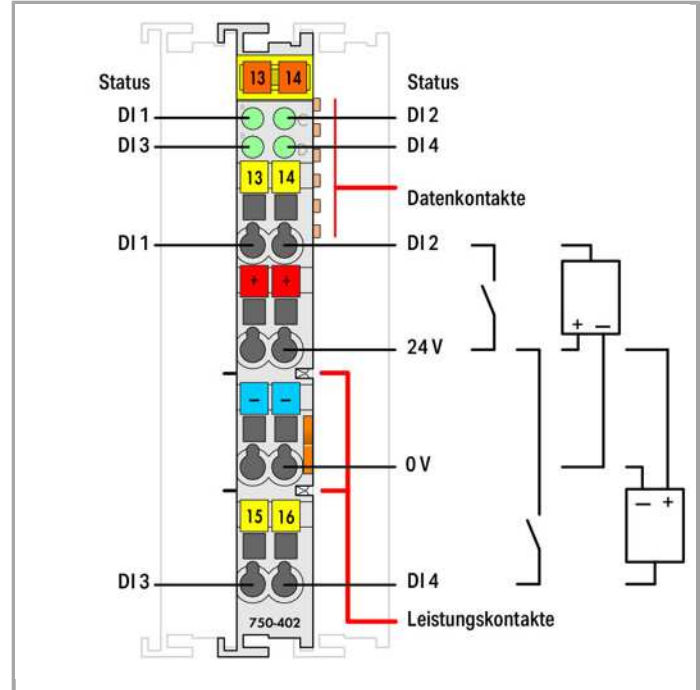 13 14
Status Status
DI 1 DI 2
DI 3 DI 4
13 14
Datenkontakte
DI 1 DI 2
+ +
+ −
24 V
− −
0 V
− +
15 16
DI 3 DI 4
Leistungskontakte
750-402